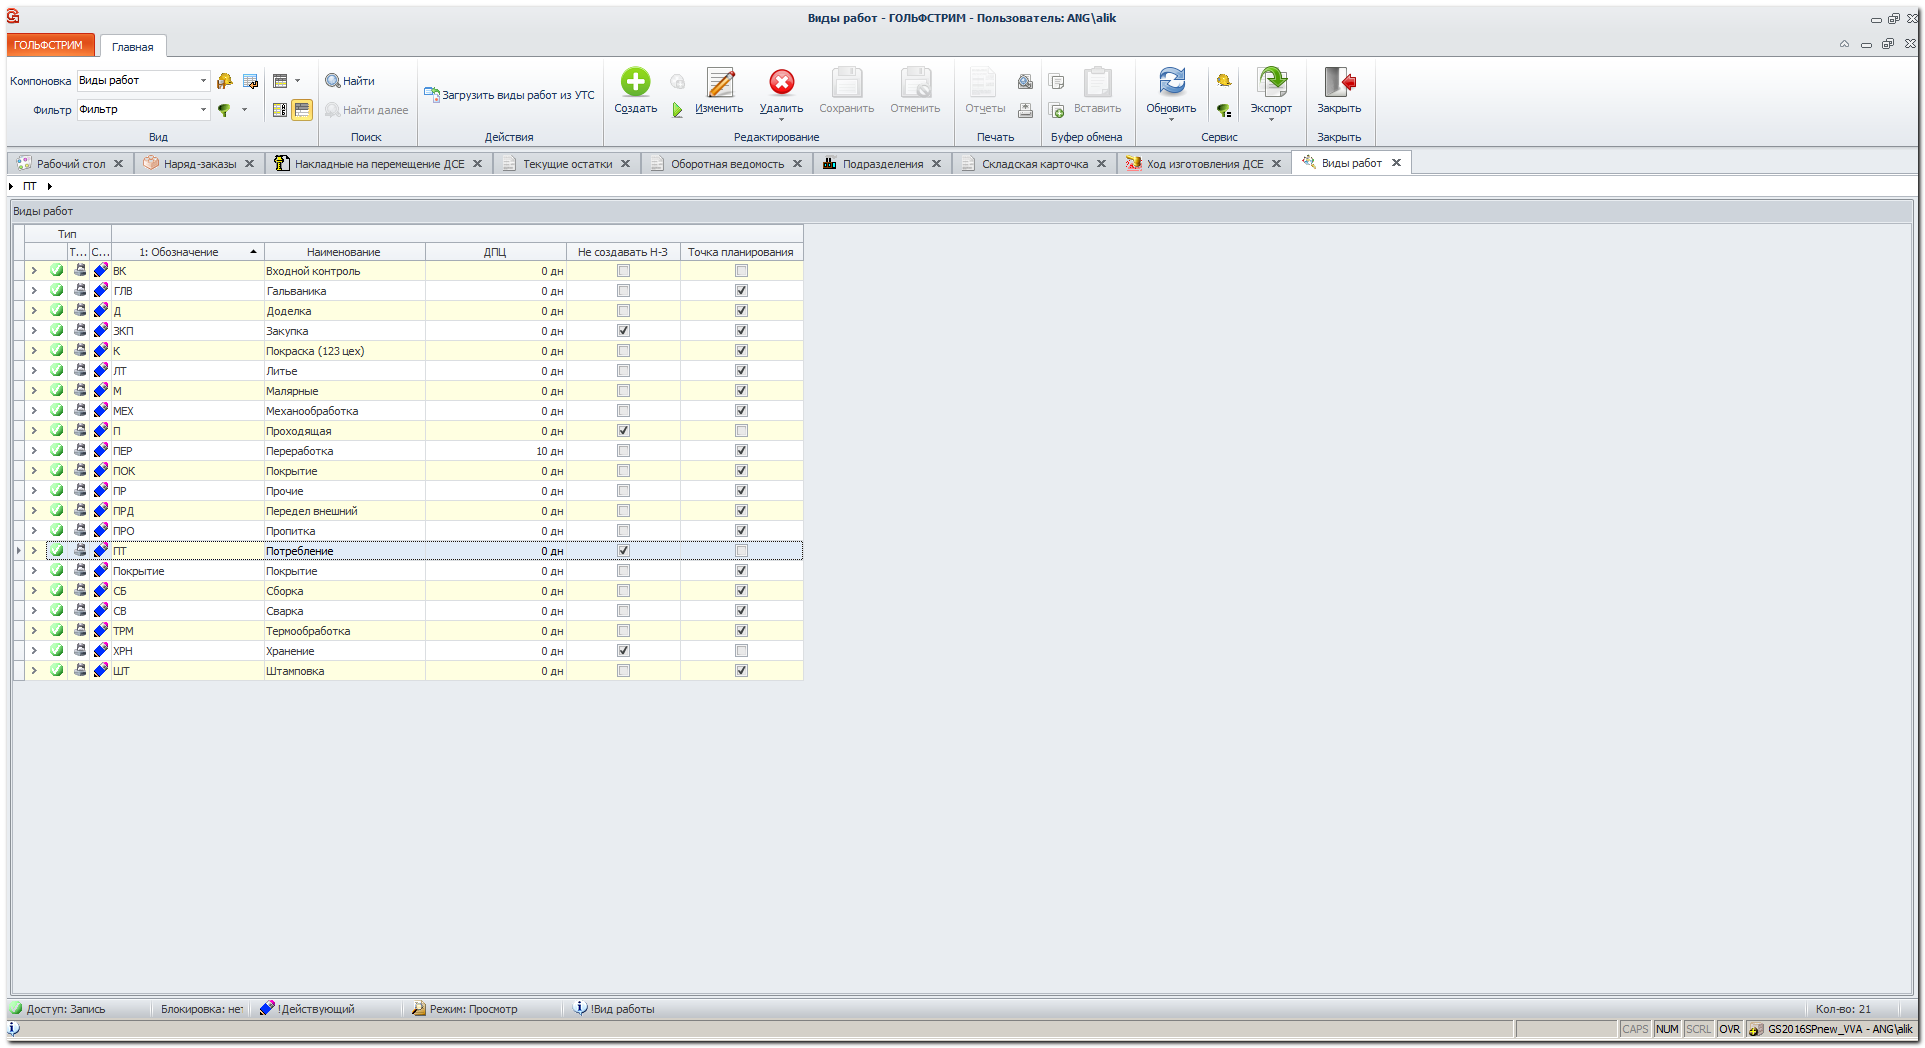 Виды работ - ГОЛЬФСТРИМ - Пользователь: ANG\alik
ГОЛЬФСТРИМ Главная
Компоновка Виды работ
Фильтр Фильтр
Вид
Найти
Найти далее
Поиск
Загрузить виды работ из УТС
Действия
Создать Изменить Удалить Сохранить Отменить
Редактирование
Отчеты
Печать
Вставить
Буфер обмена
Обновить Экспорт
Сервис
Закрыть
Закрыть
Рабочий стол Наряд-заказы Накладные на перемещение ДСЕ Текущие остатки Оборотная ведомость Подразделения Складская карточка Ход изготовления ДСЕ Виды работ
ПТ
Виды работ
Тип
Т... С... 1: Обозначение Наименование ДПЦ Не создавать Н-З Точка планирования
ВК Входной контроль 0 дн
ГЛВ Гальваника 0 дн
Д Доделка 0 дн
ЗКП Закупка 0 дн
К Покраска (123 цех) 0 дн
ЛТ Литье 0 дн
М Малярные 0 дн
МЕХ Механообработка 0 дн
П Проходящая 0 дн
ПЕР Переработка 10 дн
ПОК Покрытие 0 дн
ПР Прочие 0 дн
ПРД Передел внешний 0 дн
ПРО Пропитка 0 дн
ПТ Потребление 0 дн
Покрытие Покрытие 0 дн
СБ Сборка 0 дн
СВ Сварка 0 дн
ТРМ Термообработка 0 дн
ХРН Хранение 0 дн
ШТ Штамповка 0 дн
Доступ: Запись Блокировка: нет !Действующий Режим: Просмотр !Вид работы Кол-во: 21
CAPS NUM SCRL OVR GS2016SPnew_VVA - ANG\alik